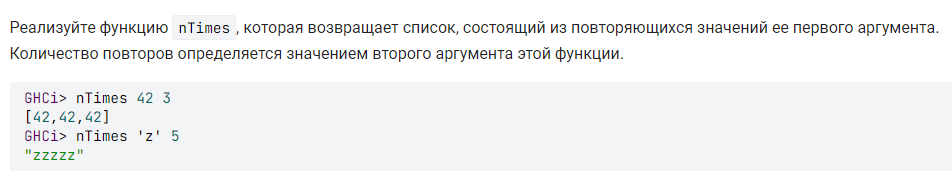 Реализуйте функцию nTimes, которая возвращает список, состоящий из повторяющихся значений ее первого аргумента.
Количество повторов определяется значением второго аргумента этой функции.
GHCi> nTimes 42 3
[42,42,42]
GHCi> nTimes 'z' 5
"zzzzz"